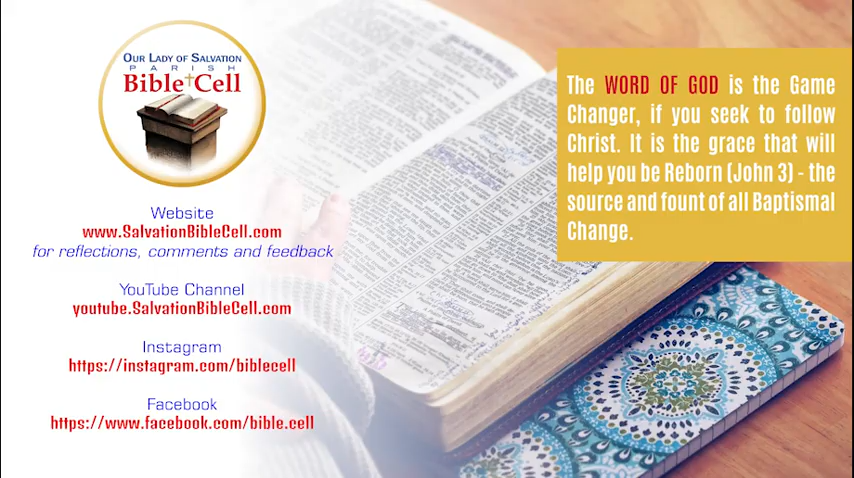 OUR LADY OF SALVATION
PARISH
Bible Cell
Website
www.SalvationBibleCell.com
for reflections, comments and feedback
YouTube Channel
youtube.SalvationBibleCell.com
Instagram
https://instagram.com/biblecell
Facebook
https://www.facebook.com/bible.cell
The WORD OF GOD is the Game
Changer, if you seek to follow
Christ. It is the grace that will
help you be Reborn (John 3) - the
source and fount of all Baptismal
Change.